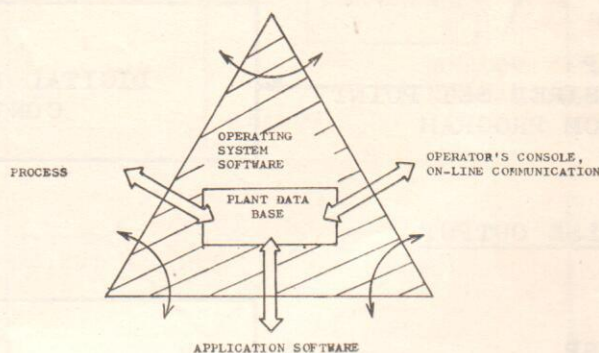 OPERATING
SYSTEM
SOFTWARE
PROCESS
OPERATOR'S CONSOLE,
ON-LINE COMMUNICATION
PLANT DATA
BASE
APPLICATION SOFTWARE